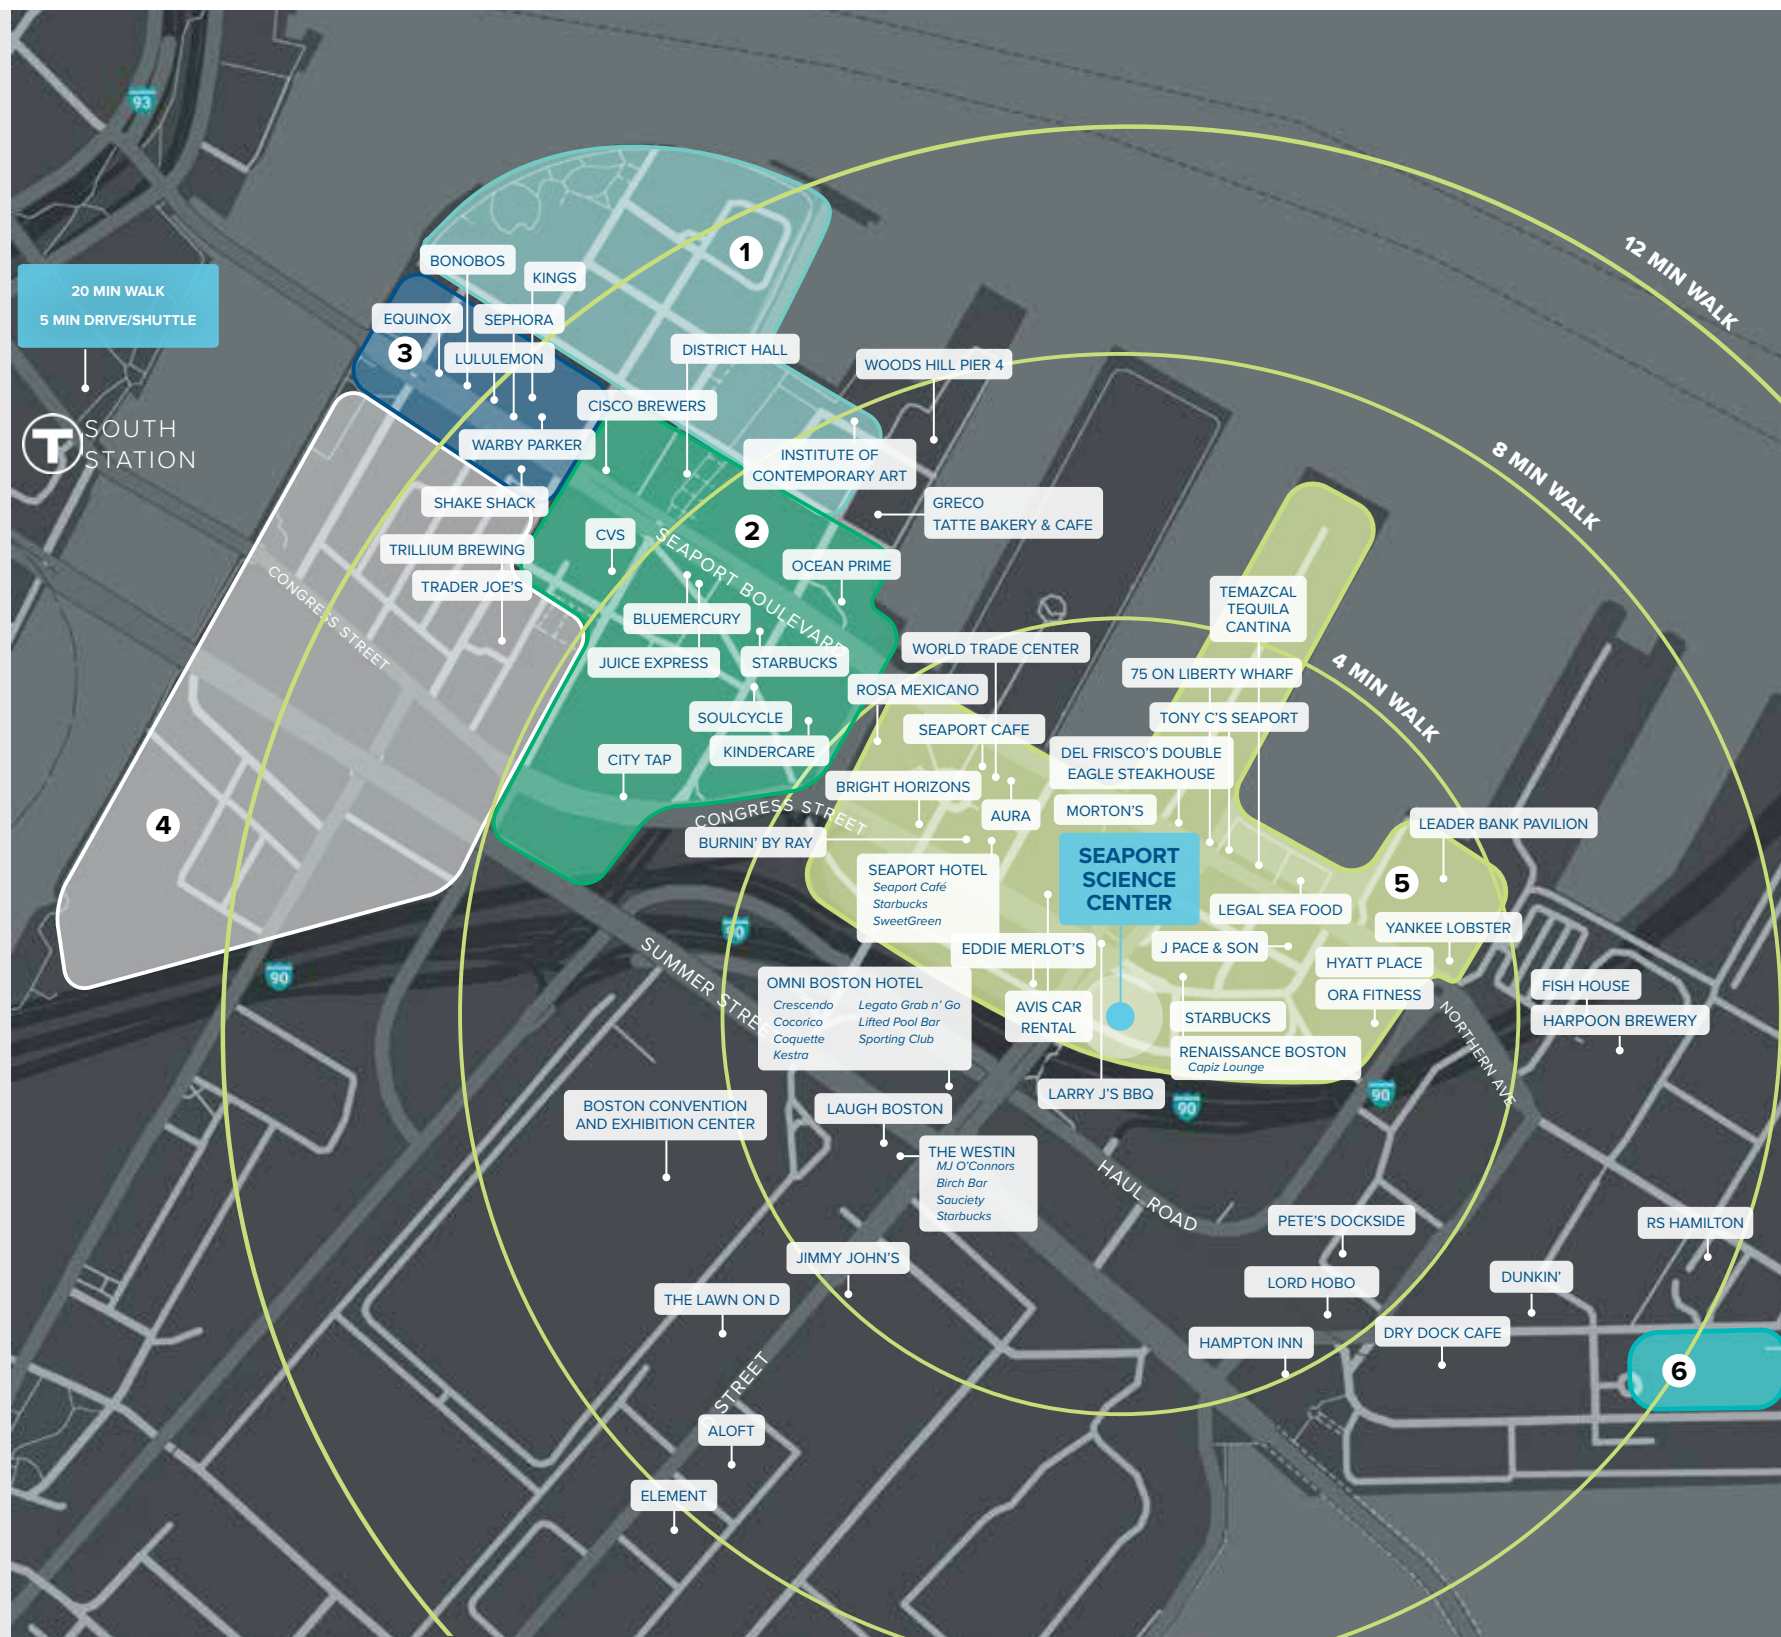 93
12 MIN WALK
8 MIN WALK
4 MIN WALK
20 MIN WALK
5 MIN DRIVE/SHUTTLE
T
SOUTH
STATION
1
BONOBOS
KINGS
EQUINOX
SEPHORA
3
LULULEMON
DISTRICT HALL
WOODS HILL PIER 4
CISCO BREWERS
WARBY PARKER
INSTITUTE OF
CONTEMPORARY ART
SHAKE SHACK
GRECO
TATTE BAKERY & CAFE
2
CVS
SEAPORT BOULEVARD
TRILLIUM BREWING
TRADER JOE'S
OCEAN PRIME
CONGRESS STREET
BLUEMERCURY
JUICE EXPRESS
STARBUCKS
TEMAZCAL
TEQUILA
CANTINA
WORLD TRADE CENTER
75 ON LIBERTY WHARF
ROSA MEXICANO
SOULCYCLE
SEAPORT CAFE
TONY C'S SEAPORT
KINDERCARE
CITY TAP
DEL FRISCO'S DOUBLE
EAGLE STEAKHOUSE
BRIGHT HORIZONS
AURA
MORTON'S
CONGRESS STREET
4
BURNIN' BY RAY
LEADER BANK PAVILION
SEAPORT HOTEL
Seaport Café
Starbucks
SweetGreen
SEAPORT
SCIENCE
CENTER
5
LEGAL SEA FOOD
YANKEE LOBSTER
90
90
SUMMER STREET
EDDIE MERLOT'S
J PACE & SON
HYATT PLACE
ORA FITNESS
OMNI BOSTON HOTEL
Crescendo
Cocorico
Coquette
Kestra
Legato Grab n' Go
Lifted Pool Bar
Sporting Club
AVIS CAR
RENTAL
STARBUCKS
FISH HOUSE
HARPOON BREWERY
NORTHERN AVE
RENAISSANCE BOSTON
Capiz Lounge
LARRY J'S BBQ
90
90
BOSTON CONVENTION
AND EXHIBITION CENTER
LAUGH BOSTON
THE WESTIN
MJ O'Connors
Birch Bar
Sauciety
Starbucks
HAUL ROAD
PETE'S DOCKSIDE
RS HAMILTON
JIMMY JOHN'S
LORD HOBO
DUNKIN'
THE LAWN ON D
HAMPTON INN
DRY DOCK CAFE
6
STREET
ALOFT
ELEMENT